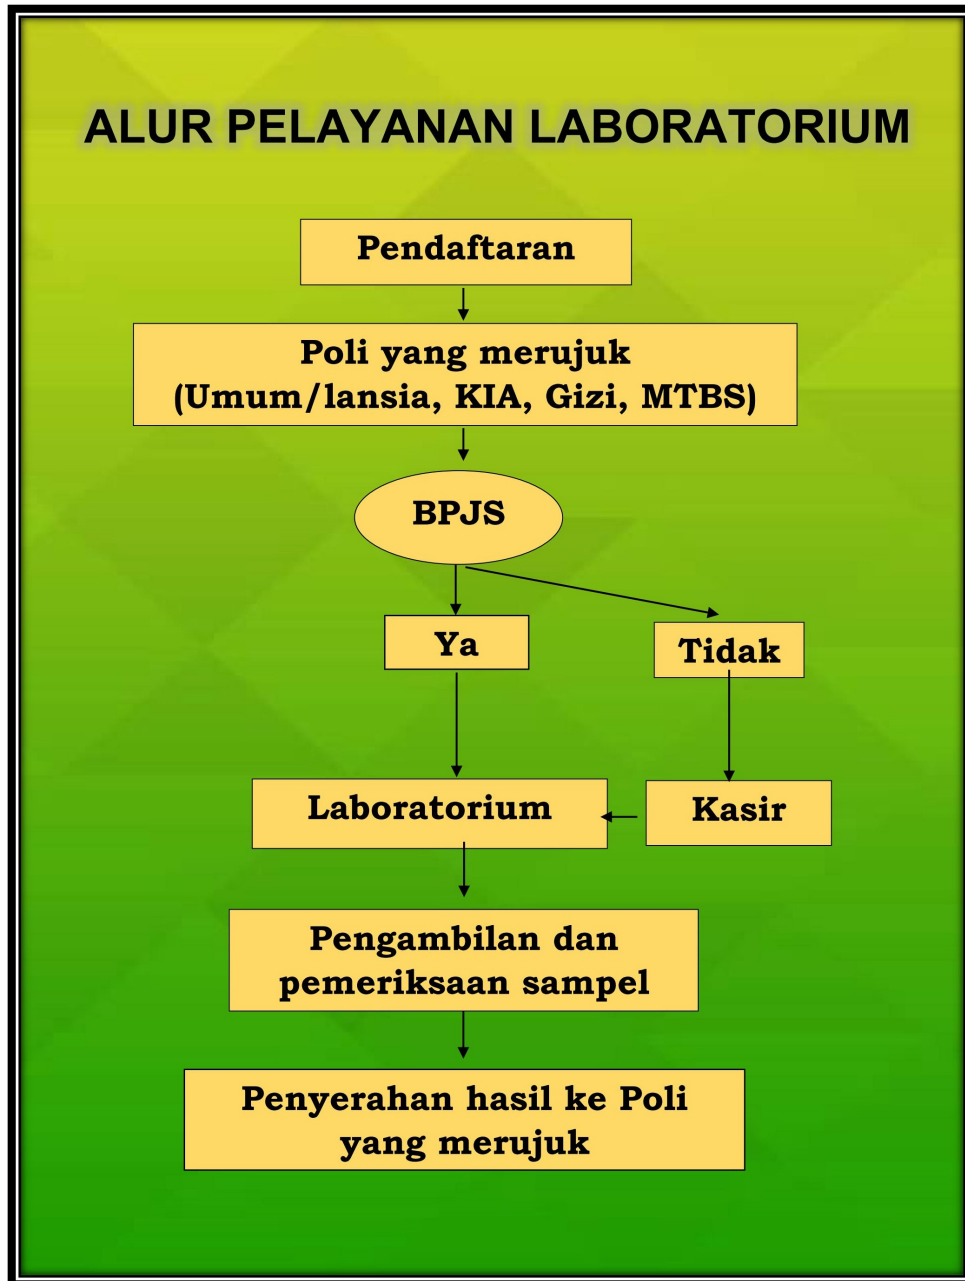 ALUR PELAYANAN LABORATORIUM
Pendaftaran
Poli yang merujuk
(Umum/lansia, KIA, Gizi, MTBS)
BPJS
Ya
Tidak
Laboratorium
Kasir
Pengambilan dan
pemeriksaan sampel
Penyerahan hasil ke Poli
yang merujuk